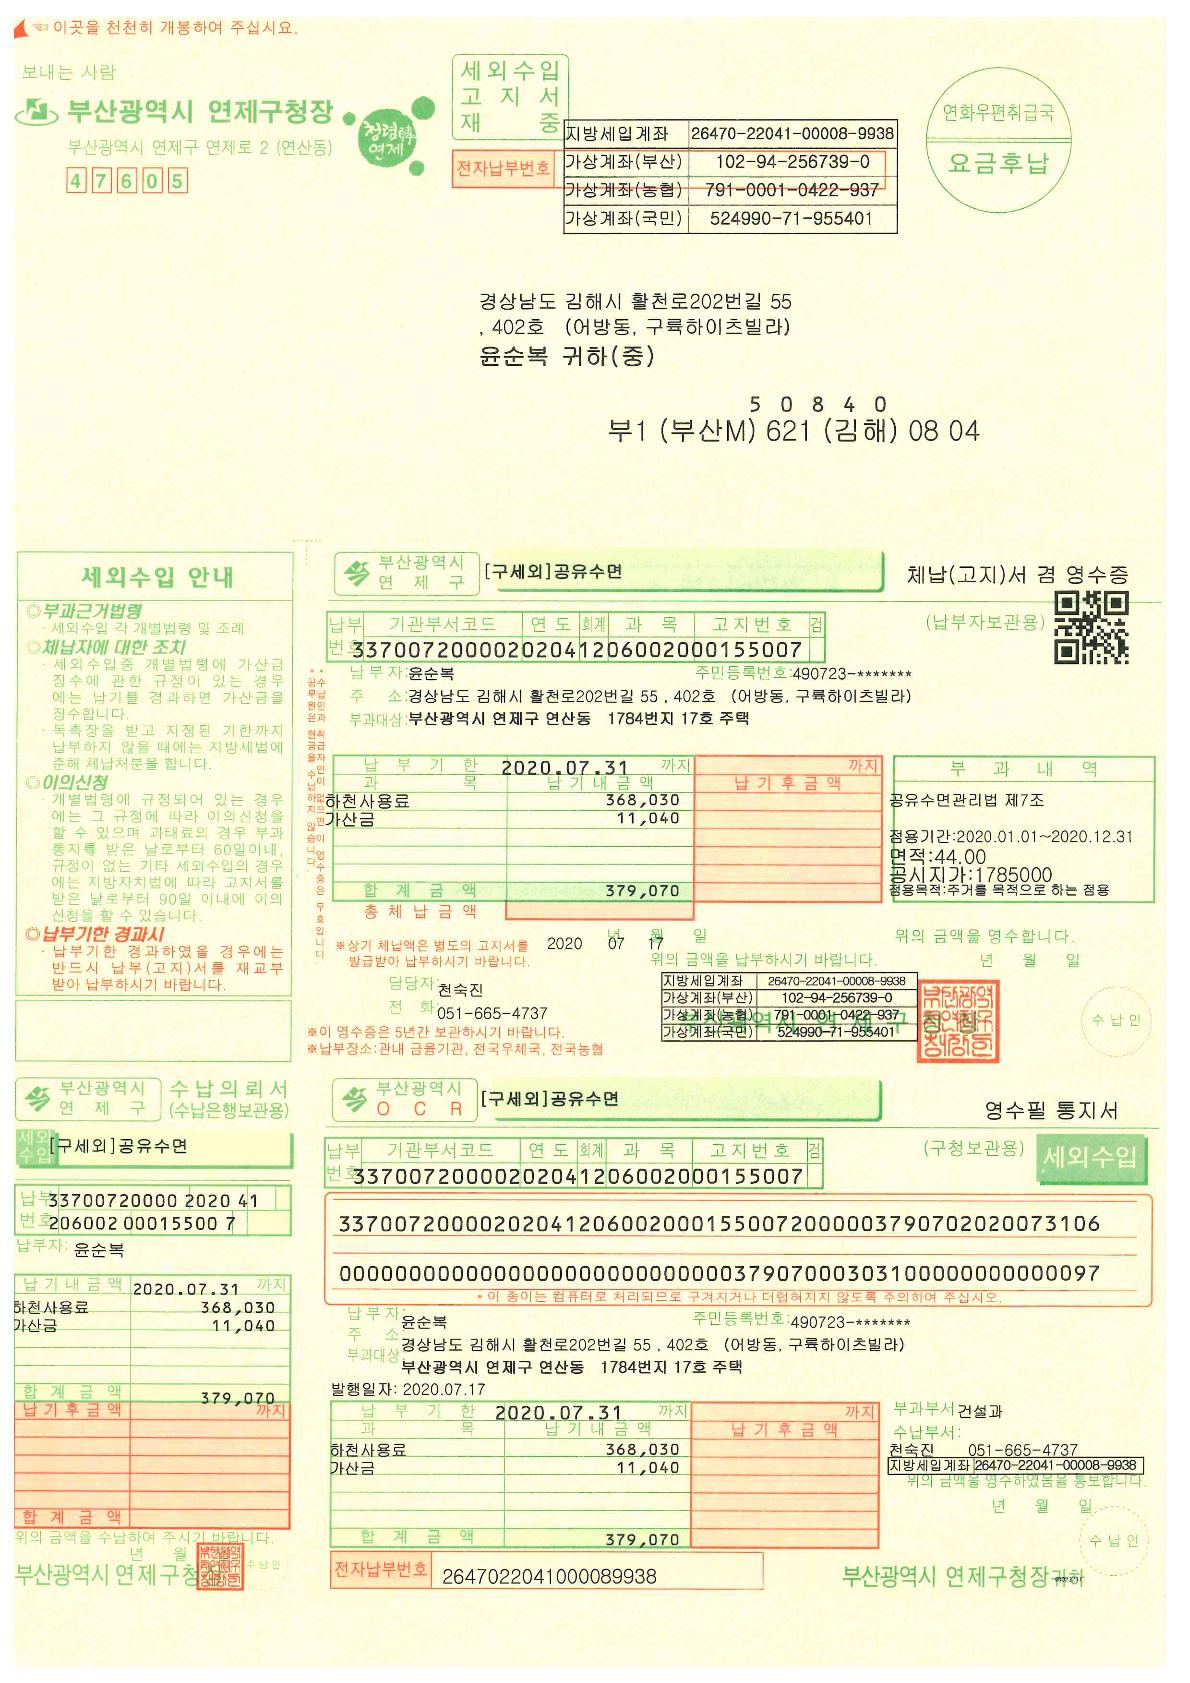 ☜ 이곳을 천천히 개봉하여 주십시요.
보내는 사람
부산광역시 연제구청장
부산광역시 연제구 연제로 2 (연산동)
47605
청렴
연제
세외수입
고지서
재중
전자납부번호
지방세입계좌 26470-22041-00008-9938
가상계좌(부산) 102-94-256739-0
가상계좌(농협) 791-0001-0422-937
가상계좌(국민) 524990-71-955401
연화우편취급국
요금후납
경상남도 김해시 활천로202번길 55
, 402호 (어방동, 구륙하이츠빌라)
윤순복 귀하(중)
5 0 8 4 0
부1 (부산M) 621 (김해) 08 04
세외수입 안내
◎부과근거법령
· 세외수입 각 개별법령 및 조례
◎체납자에 대한 조치
· 세외수입중 개별법령에 가산금
징수에 관한 규정이 있는 경우
에는 납기를 경과하면 가산금을
징수합니다.
· 독촉장을 받고 지정된 기한까지
납부하지 않을 때에는 지방세법에
준해 체납처분을 합니다.
◎이의신청
· 개별법령에 규정되어 있는 경우
에는 그 규정에 따라 이의신청을
할 수 있으며 과태료의 경우 부과
통지를 받은 날로부터 60일이내,
규정이 없는 기타 세외수입의 경우
에는 지방자치법에 따라 고지서를
받은 날로부터 90일 이내에 이의
신청을 할 수 있습니다.
◎납부기한 경과시
· 납부기한 경과하였을 경우에는
반드시 납부(고지)서를 재교부
받아 납부하시기 바랍니다.
부산광역시
연제구
[구세외]공유수면
체납(고지)서 겸 영수증
(납부자보관용)
납부번호 기관부서코드 연도 회계 과목 고지번호 검
3370072000020204120600200015500​7
납부자:윤순복 주민등록번호:490723-*******
주 소:경상남도 김해시 활천로202번길 55 , 402호 (어방동, 구륙하이츠빌라)
부과대상:부산광역시 연제구 연산동 1784번지 17호 주택
납부기한 2020.07.31 까지 까지
과목 납기내금액 납기후금액
하천사용료 368,030
가산금 11,040
합계금액 379,070
총체납금액
부과내역
공유수면관리법 제7조
점용기간:2020.01.01~2020.12.31
면적:44.00
공시지가:1785000
점용목적:주거를 목적으로 하는 점용
※상기 체납액은 별도의 고지서를
발급받아 납부하시기 바랍니다.
2020 년 07 월 17 일
위의 금액을 납부하시기 바랍니다.
위의 금액을 영수합니다.
년 월 일
담당자 천숙진
전 화 051-665-4737
지방세입계좌 26470-22041-00008-9938
가상계좌(부산) 102-94-256739-0
가상계좌(농협) 791-0001-0422-937
가상계좌(국민) 524990-71-955401
부산광역시 연제구청장
수납인
※이 영수증은 5년간 보관하시기 바랍니다.
※납부장소:관내 금융기관, 전국우체국, 전국농협
부산광역시
연제구
수납의뢰서
(수납은행보관용)
세외수입
[구세외]공유수면
납부번호
33700720000 2020 41
206002 00015500 7
납부자: 윤순복
납기내금액 2020.07.31 까지
하천사용료 368,030
가산금 11,040
합계금액 379,070
납기후금액 까지
합계금액
위의 금액을 수납하여 주시기 바랍니다.
년 월
부산광역시 연제구청장
수납인
부산광역시
OCR
[구세외]공유수면
영수필 통지서
(구청보관용)
세외수입
납부번호 기관부서코드 연도 회계 과목 고지번호 검
33700720000202041206002000155007
337007200002020412060020001550072000003790702020073106
000000000000000000000000000037907000303100000000000097
* 이 종이는 컴퓨터로 처리되므로 구겨지거나 더럽혀지지 않도록 주의하여 주십시오.
납부자:윤순복 주민등록번호:490723-*******
주 소 경상남도 김해시 활천로202번길 55 , 402호 (어방동, 구륙하이츠빌라)
부과대상 부산광역시 연제구 연산동 1784번지 17호 주택
발행일자: 2020.07.17
납부기한 2020.07.31 까지 까지
과목 납기내금액 납기후금액
하천사용료 368,030
가산금 11,040
합계금액 379,070
부과부서 건설과
수납부서:
천숙진 051-665-4737
지방세입계좌 26470-22041-00008-9938
위의 금액을 영수하였음을 통보합니다.
년 월 일
수납인
전자납부번호 2647022041000089938
부산광역시 연제구청장귀하